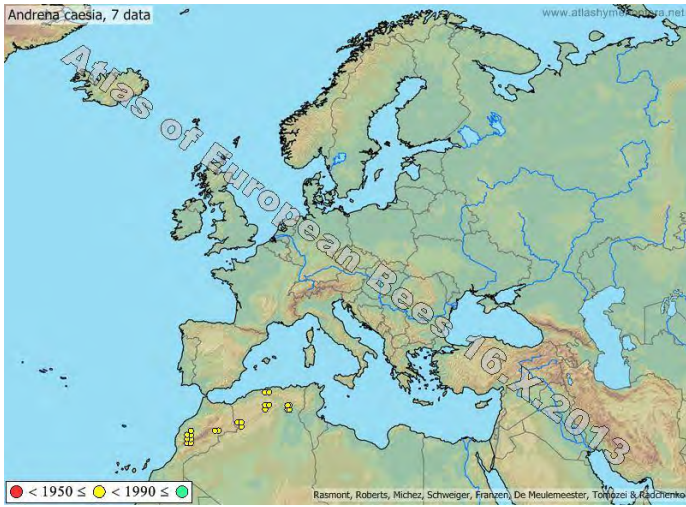 Andrena caesia, 7 data
www.atlashymenoptera.net
Atlas of European Bees 16.X.2013
< 1950 ≤ < 1990 ≤
Rasmont, Roberts, Michez, Schweiger, Franzen, De Meulemeester, Tomozei & Radchenko